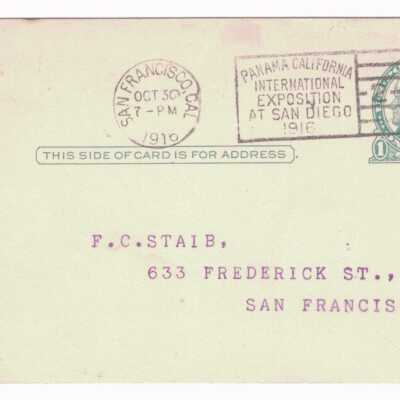 SAN FRANCISCO, CAL.
OCT 30
7-PM
1916
PANAMA CALIFORNIA
INTERNATIONAL
EXPOSITION
AT SAN DIEGO
1916
1
THIS SIDE OF CARD IS FOR ADDRESS.
F.C.STAIB,
633 FREDERICK ST.,
SAN FRANCIS